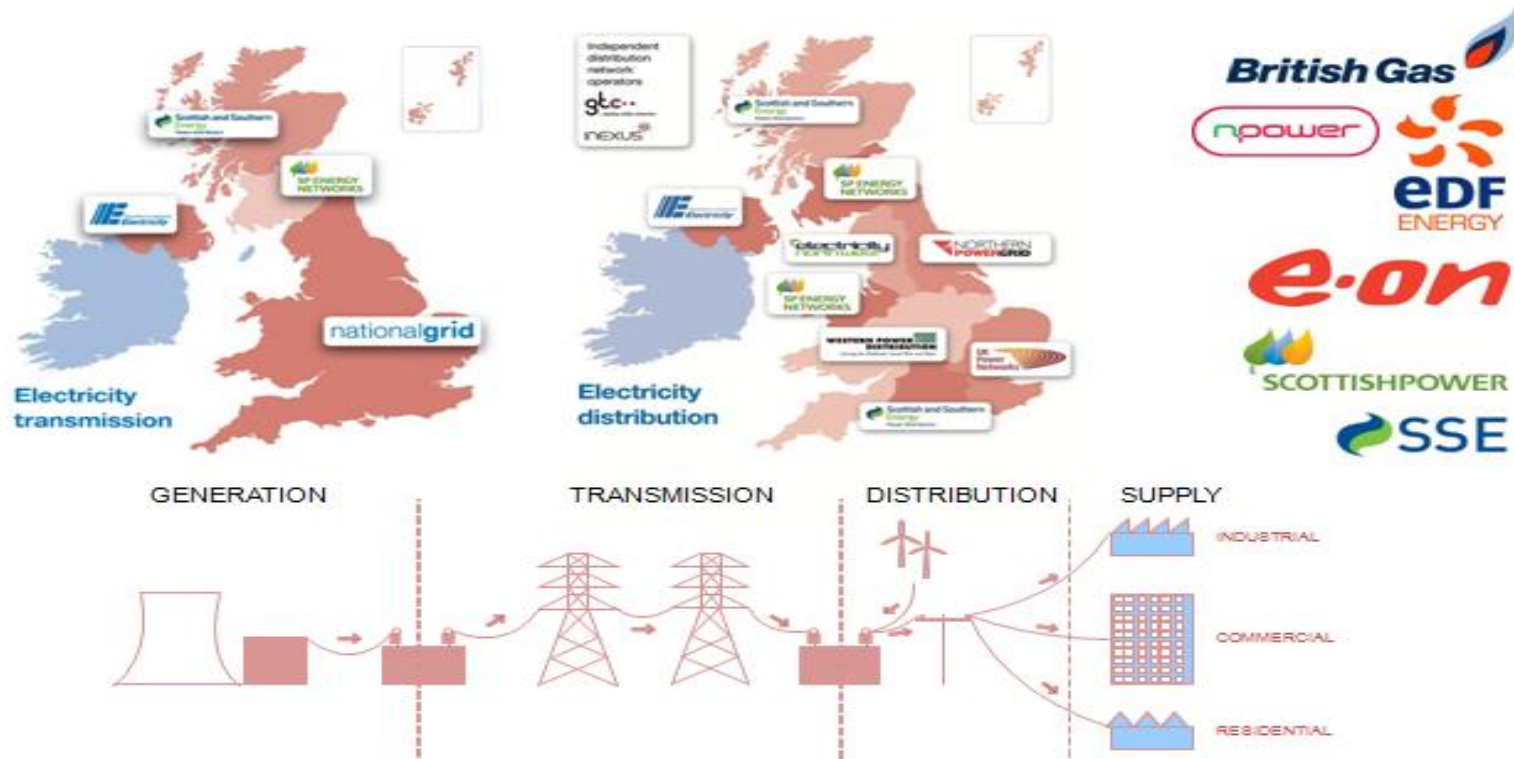 Scottish and Southern
Energy
SP ENERGY
NETWORKS
Electricity
nationalgrid
Electricity
transmission
Independent
distribution
network
operators
gtc
INEXUS
Scottish and Southern
Energy
SP ENERGY
NETWORKS
Electricity
electricity
NORTHERN
POWERGRID
SP ENERGY
NETWORKS
WESTERN POWER
DISTRIBUTION
UK
Power
Networks
Scottish and Southern
Energy
Electricity
distribution
British Gas
npower
eDF
ENERGY
e·on
SCOTTISHPOWER
SSE
GENERATION
TRANSMISSION
DISTRIBUTION
SUPPLY
INDUSTRIAL
COMMERCIAL
RESIDENTIAL